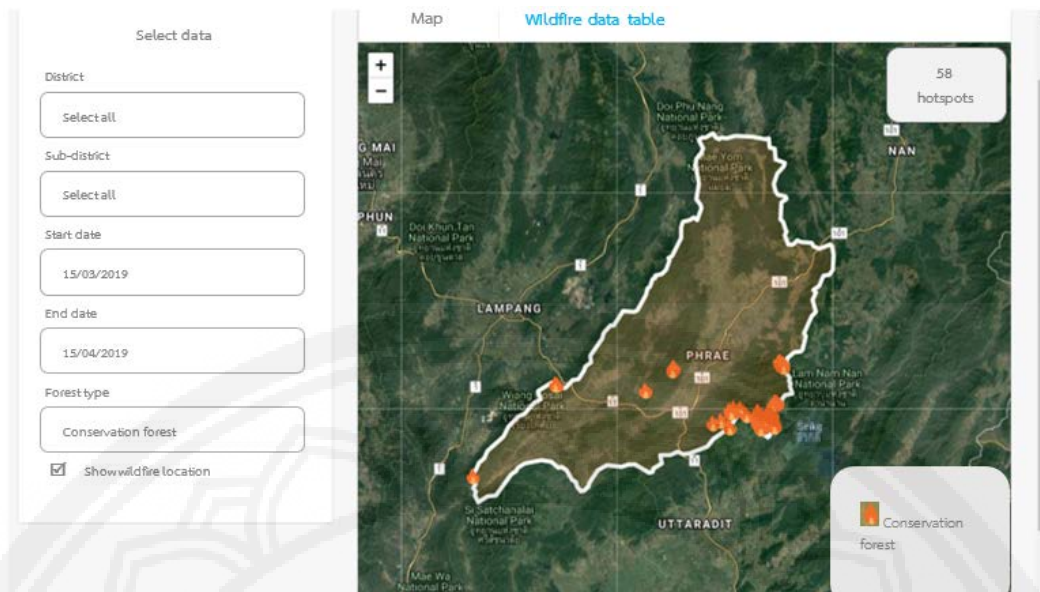 Select data
District
Select all
Sub-district
Select all
Start date
15/03/2019
End date
15/04/2019
Forest type
Conservation forest
Show wildfire location
Map
Wildfire data table
+
−
58
hotspots
Doi Phu Nang
National Park
NAN
G MAI
Mai
Mae Yom
National Park
PHUN
Doi Khun Tan
National Park
LAMPANG
PHRAE
Lam Nam Nan
National Park
Wiang Kosai
National Park
Sirikit
Si Satchanalai
National Park
UTTARADIT
Mae Wa
National Park
Conservation
forest